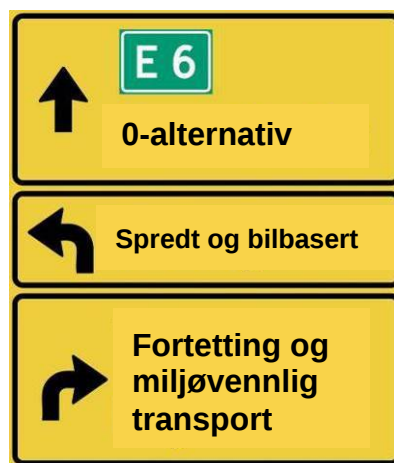 E 6
0-alternativ
Spredt og bilbasert
Fortetting og
miljøvennlig
transport